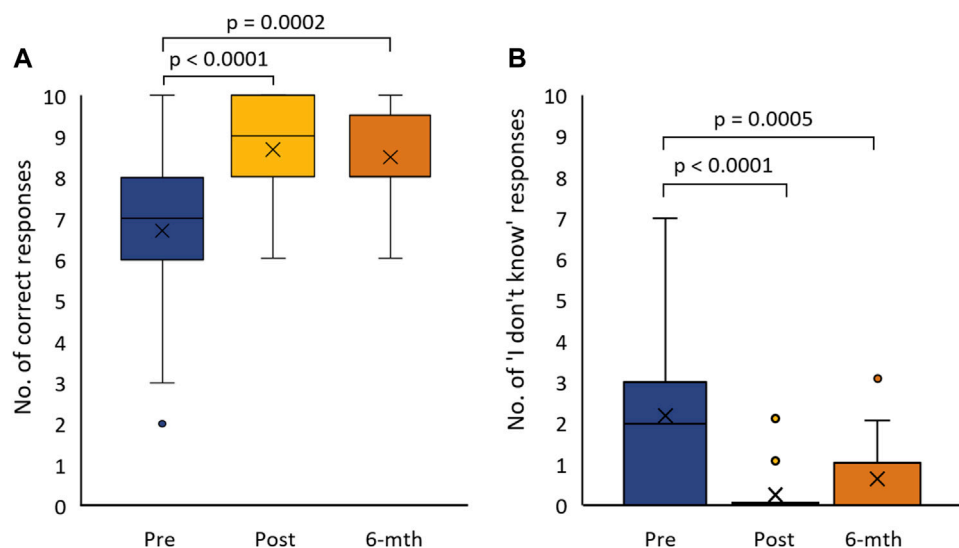 A
p = 0.0002
p < 0.0001
No. of correct responses
10
9
8
7
6
5
4
3
2
1
0
Pre Post 6-mth
B
p = 0.0005
p < 0.0001
No. of 'I don't know' responses
10
9
8
7
6
5
4
3
2
1
0
Pre Post 6-mth